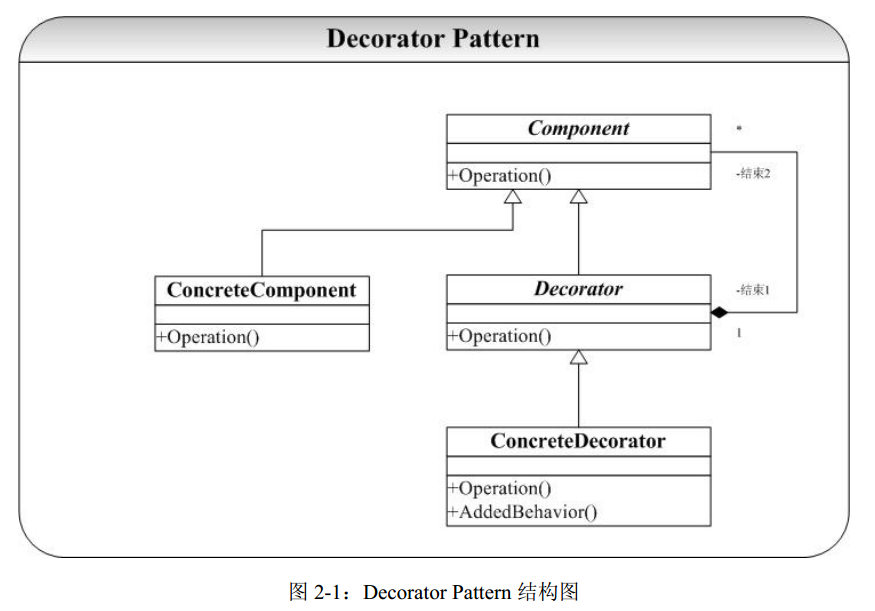 Decorator Pattern
Component
*
+Operation()
-结束2
ConcreteComponent
+Operation()
Decorator
-结束1
+Operation()
1
ConcreteDecorator
+Operation()
+AddedBehavior()
图 2-1：Decorator Pattern 结构图